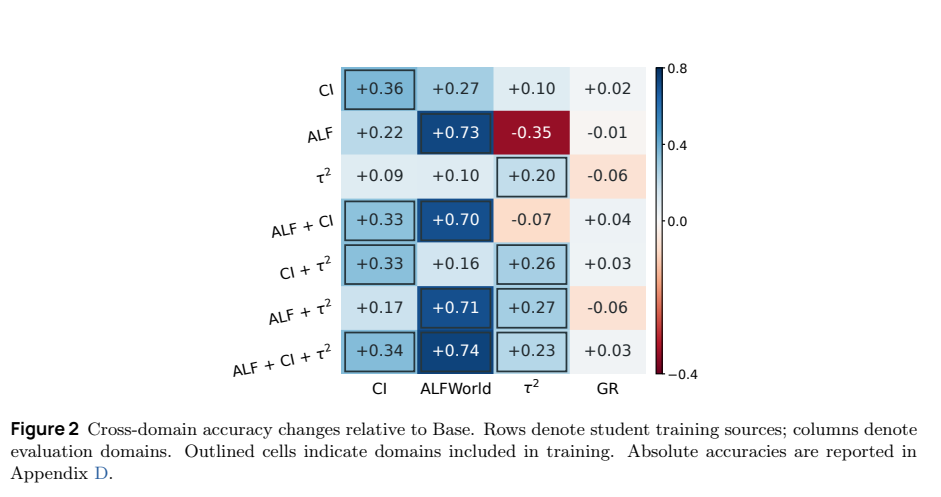 CI +0.36 +0.27 +0.10 +0.02
ALF +0.22 +0.73 -0.35 -0.01
τ² +0.09 +0.10 +0.20 -0.06
ALF + CI +0.33 +0.70 -0.07 +0.04
CI + τ² +0.33 +0.16 +0.26 +0.03
ALF + τ² +0.17 +0.71 +0.27 -0.06
ALF + CI + τ² +0.34 +0.74 +0.23 +0.03
CI ALFWorld τ² GR
0.8
0.4
0.0
−0.4
Figure 2 Cross-domain accuracy changes relative to Base. Rows denote student training sources; columns denote
evaluation domains. Outlined cells indicate domains included in training. Absolute accuracies are reported in
Appendix D.